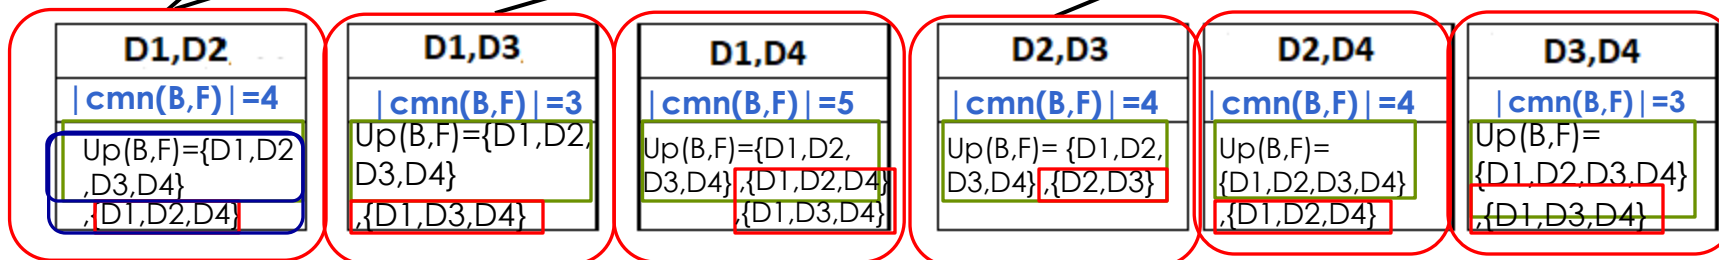 D1,D2
|cmn(B,F)|=4
Up(B,F)={D1,D2
,D3,D4}
,{D1,D2,D4}
D1,D3
|cmn(B,F)|=3
Up(B,F)={D1,D2,
D3,D4}
,{D1,D3,D4}
D1,D4
|cmn(B,F)|=5
Up(B,F)={D1,D2,
D3,D4} ,{D1,D2,D4}
,{D1,D3,D4}
D2,D3
|cmn(B,F)|=4
Up(B,F)= {D1,D2,
D3,D4} ,{D2,D3}
D2,D4
|cmn(B,F)|=4
Up(B,F)=
{D1,D2,D3,D4}
,{D1,D2,D4}
D3,D4
|cmn(B,F)|=3
Up(B,F)=
{D1,D2,D3,D4}
,{D1,D3,D4}